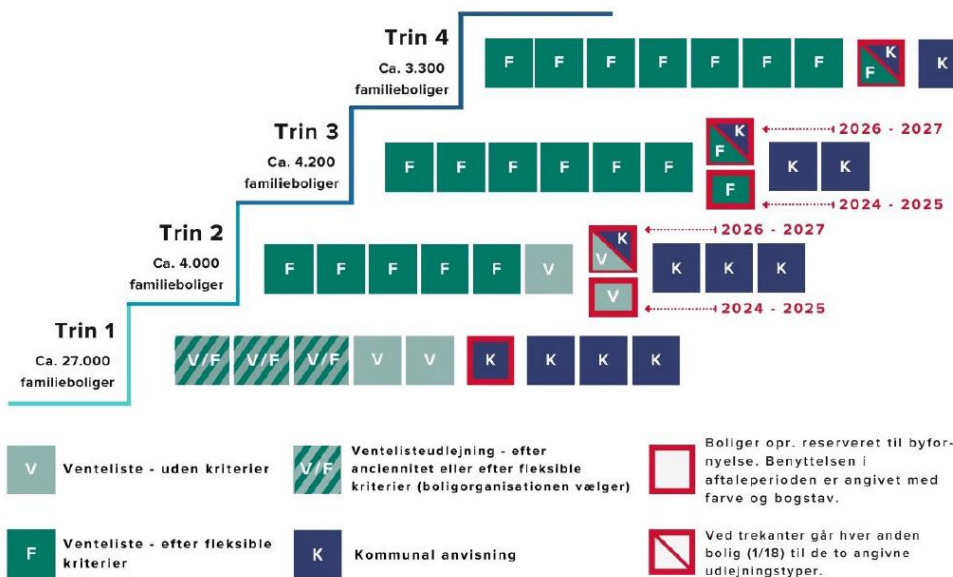 Trin 4
Ca. 3.300
familieboliger
F F F F F F F K F K
Trin 3
Ca. 4.200
familieboliger
K F 2026 - 2027
F F F F F F K K
F 2024 - 2025
Trin 2
Ca. 4.000
familieboliger
K V 2026 - 2027
F F F F F V K K K
V 2024 - 2025
Trin 1
Ca. 27.000
familieboliger
V/F V/F V/F V V K K K K
V Venteliste - uden kriterier
V/F Ventelisteudlejning - efter
anciennitet eller efter fleksible
kriterier (boligorganisationen vælger)
Boliger opr. reserveret til byfor-
nyelse. Benyttelsen i
aftaleperioden er angivet med
farve og bogstav.
F Venteliste - efter fleksible
kriterier
K Kommunal anvisning
Ved trekanter går hver anden
bolig (1/18) til de to angivne
udlejningstyper.